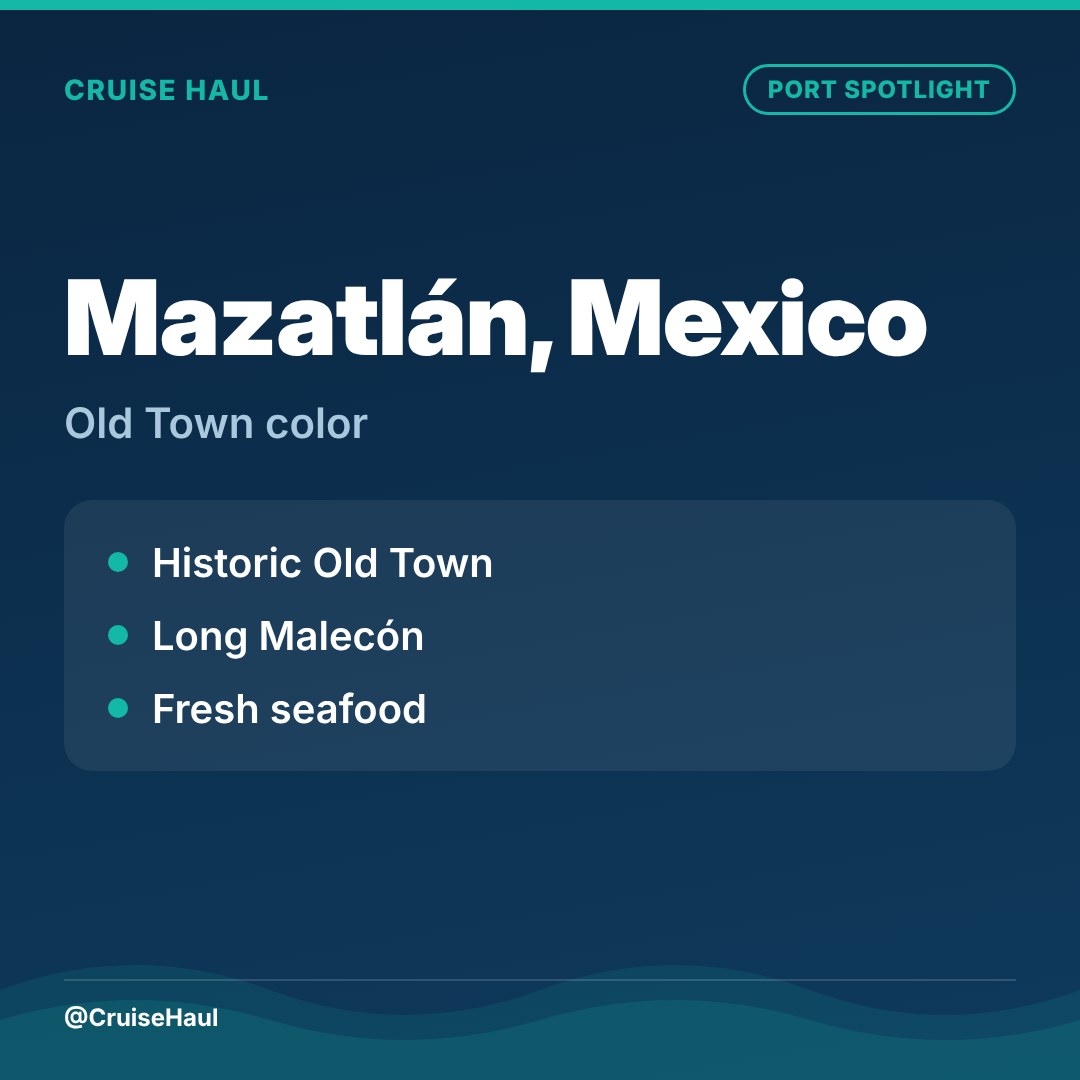 CRUISE HAUL
PORT SPOTLIGHT
Mazatlán, Mexico
Old Town color
Historic Old Town
Long Malecón
Fresh seafood
@CruiseHaul